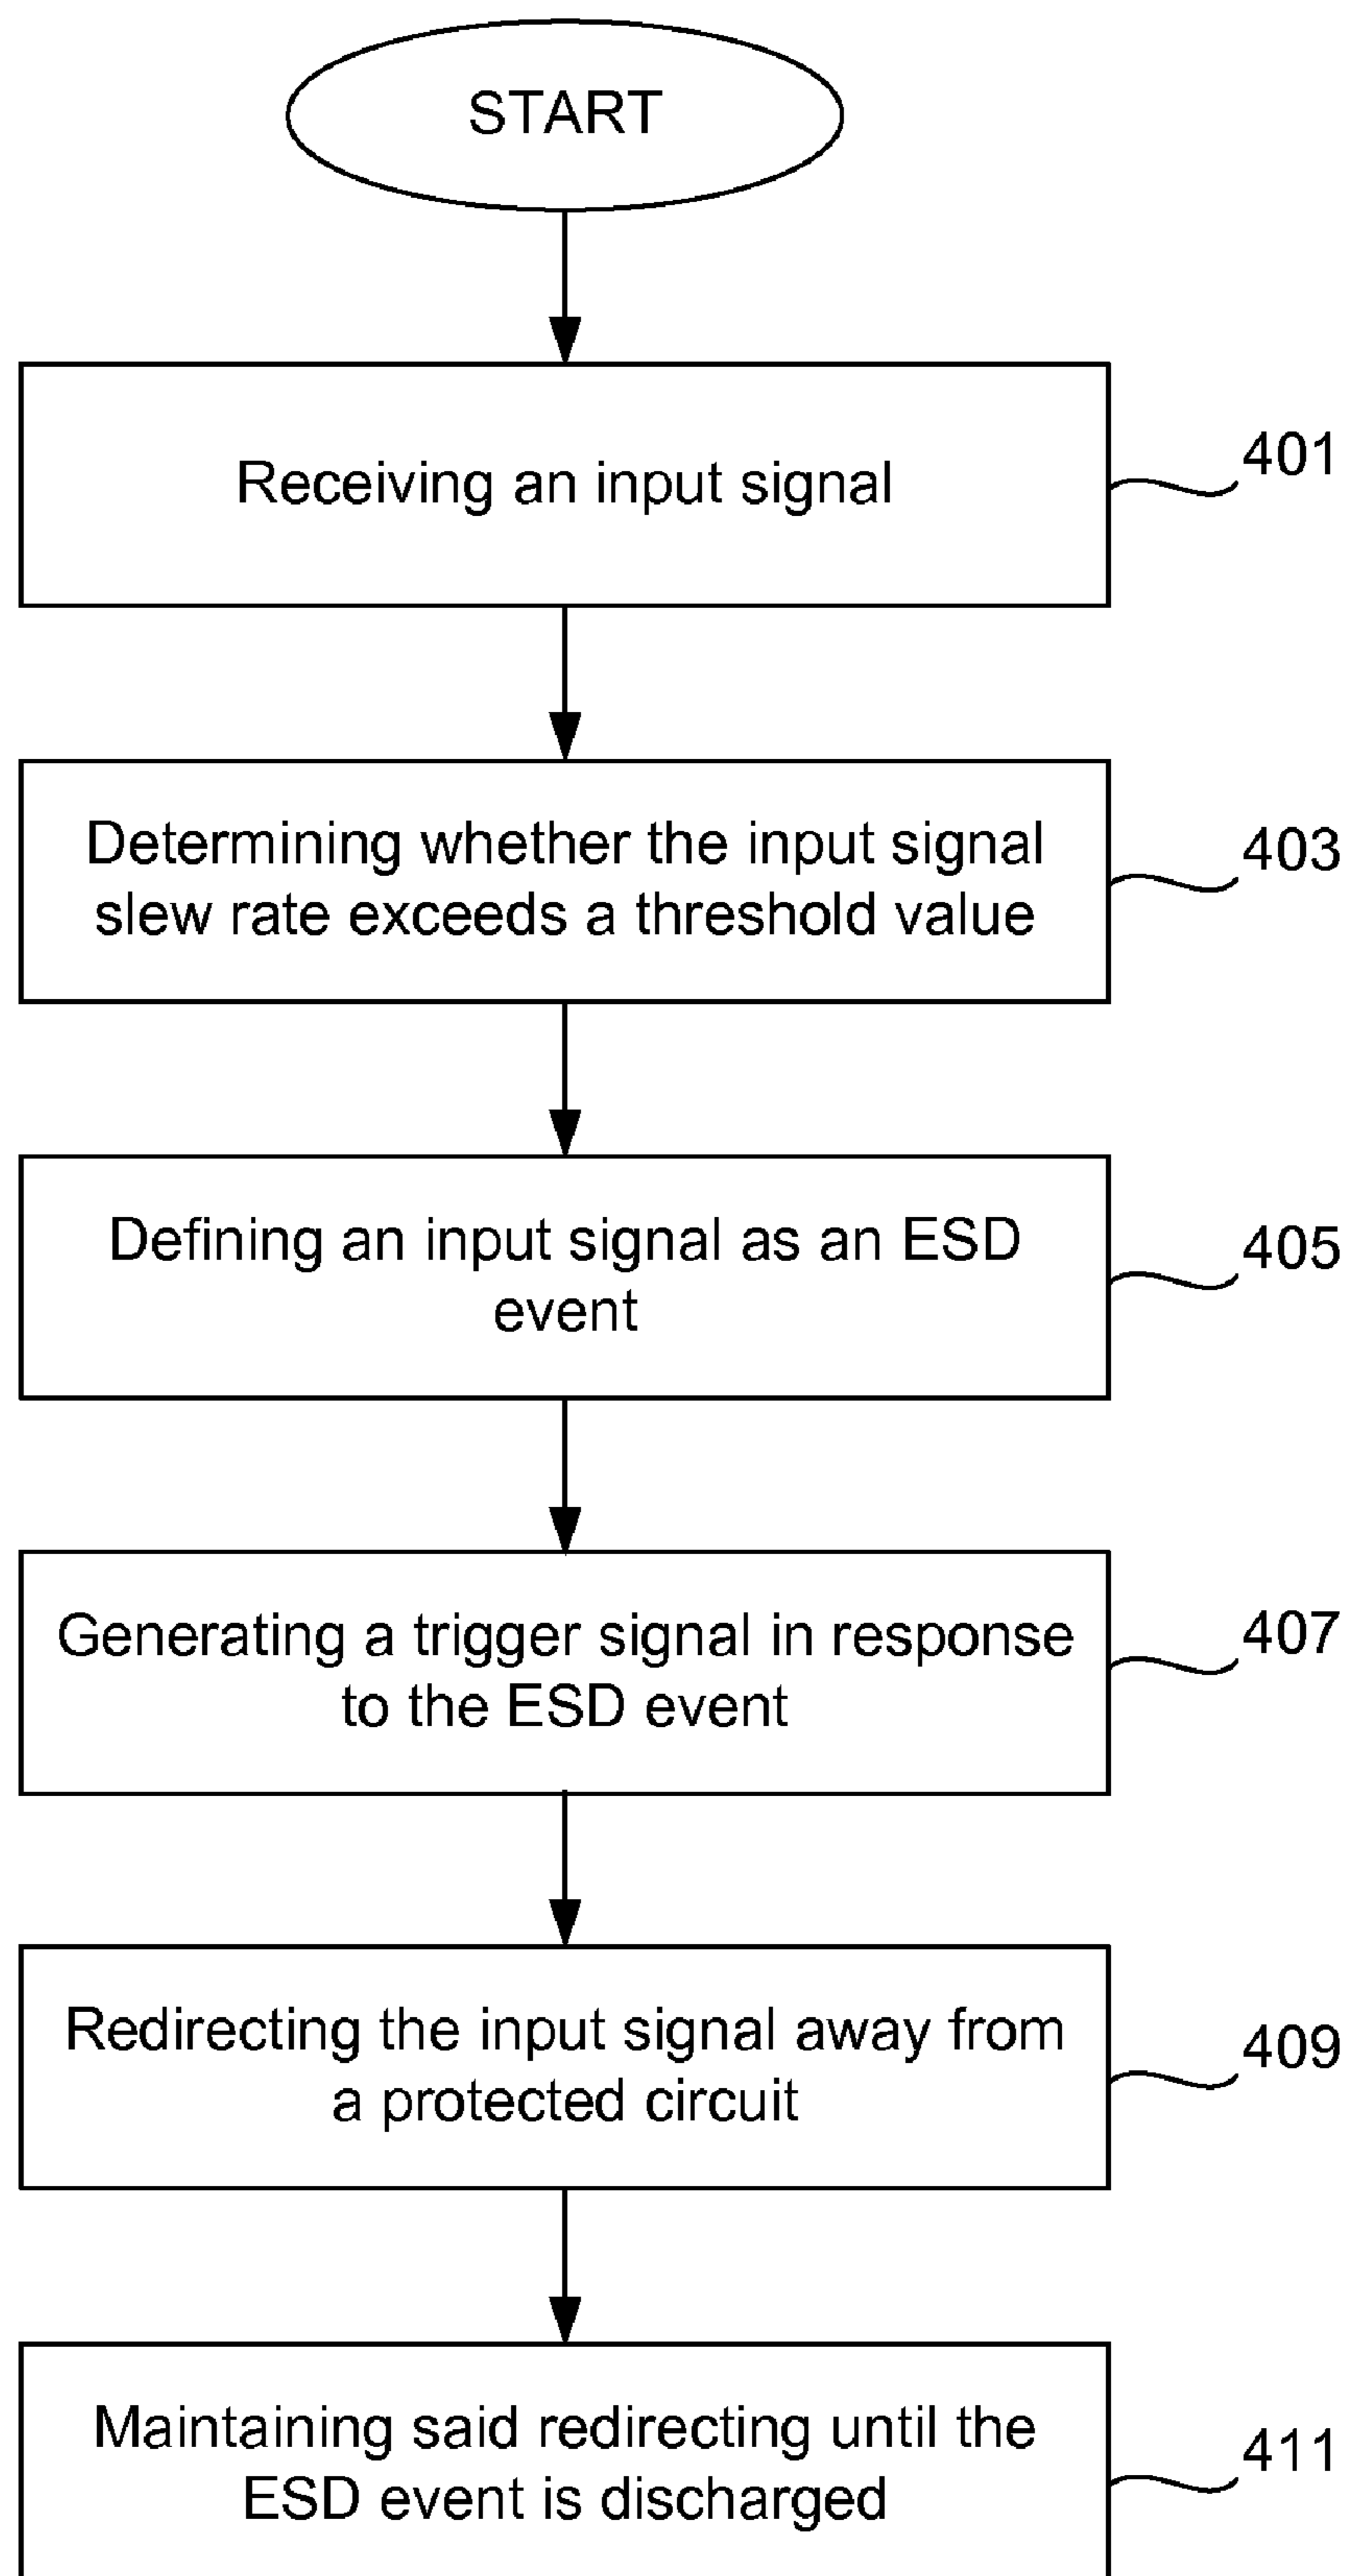 START
Receiving an input signal
401
Determining whether the input signal
slew rate exceeds a threshold value
403
Defining an input signal as an ESD
event
405
Generating a trigger signal in response
to the ESD event
407
Redirecting the input signal away from
a protected circuit
409
Maintaining said redirecting until the
ESD event is discharged
411